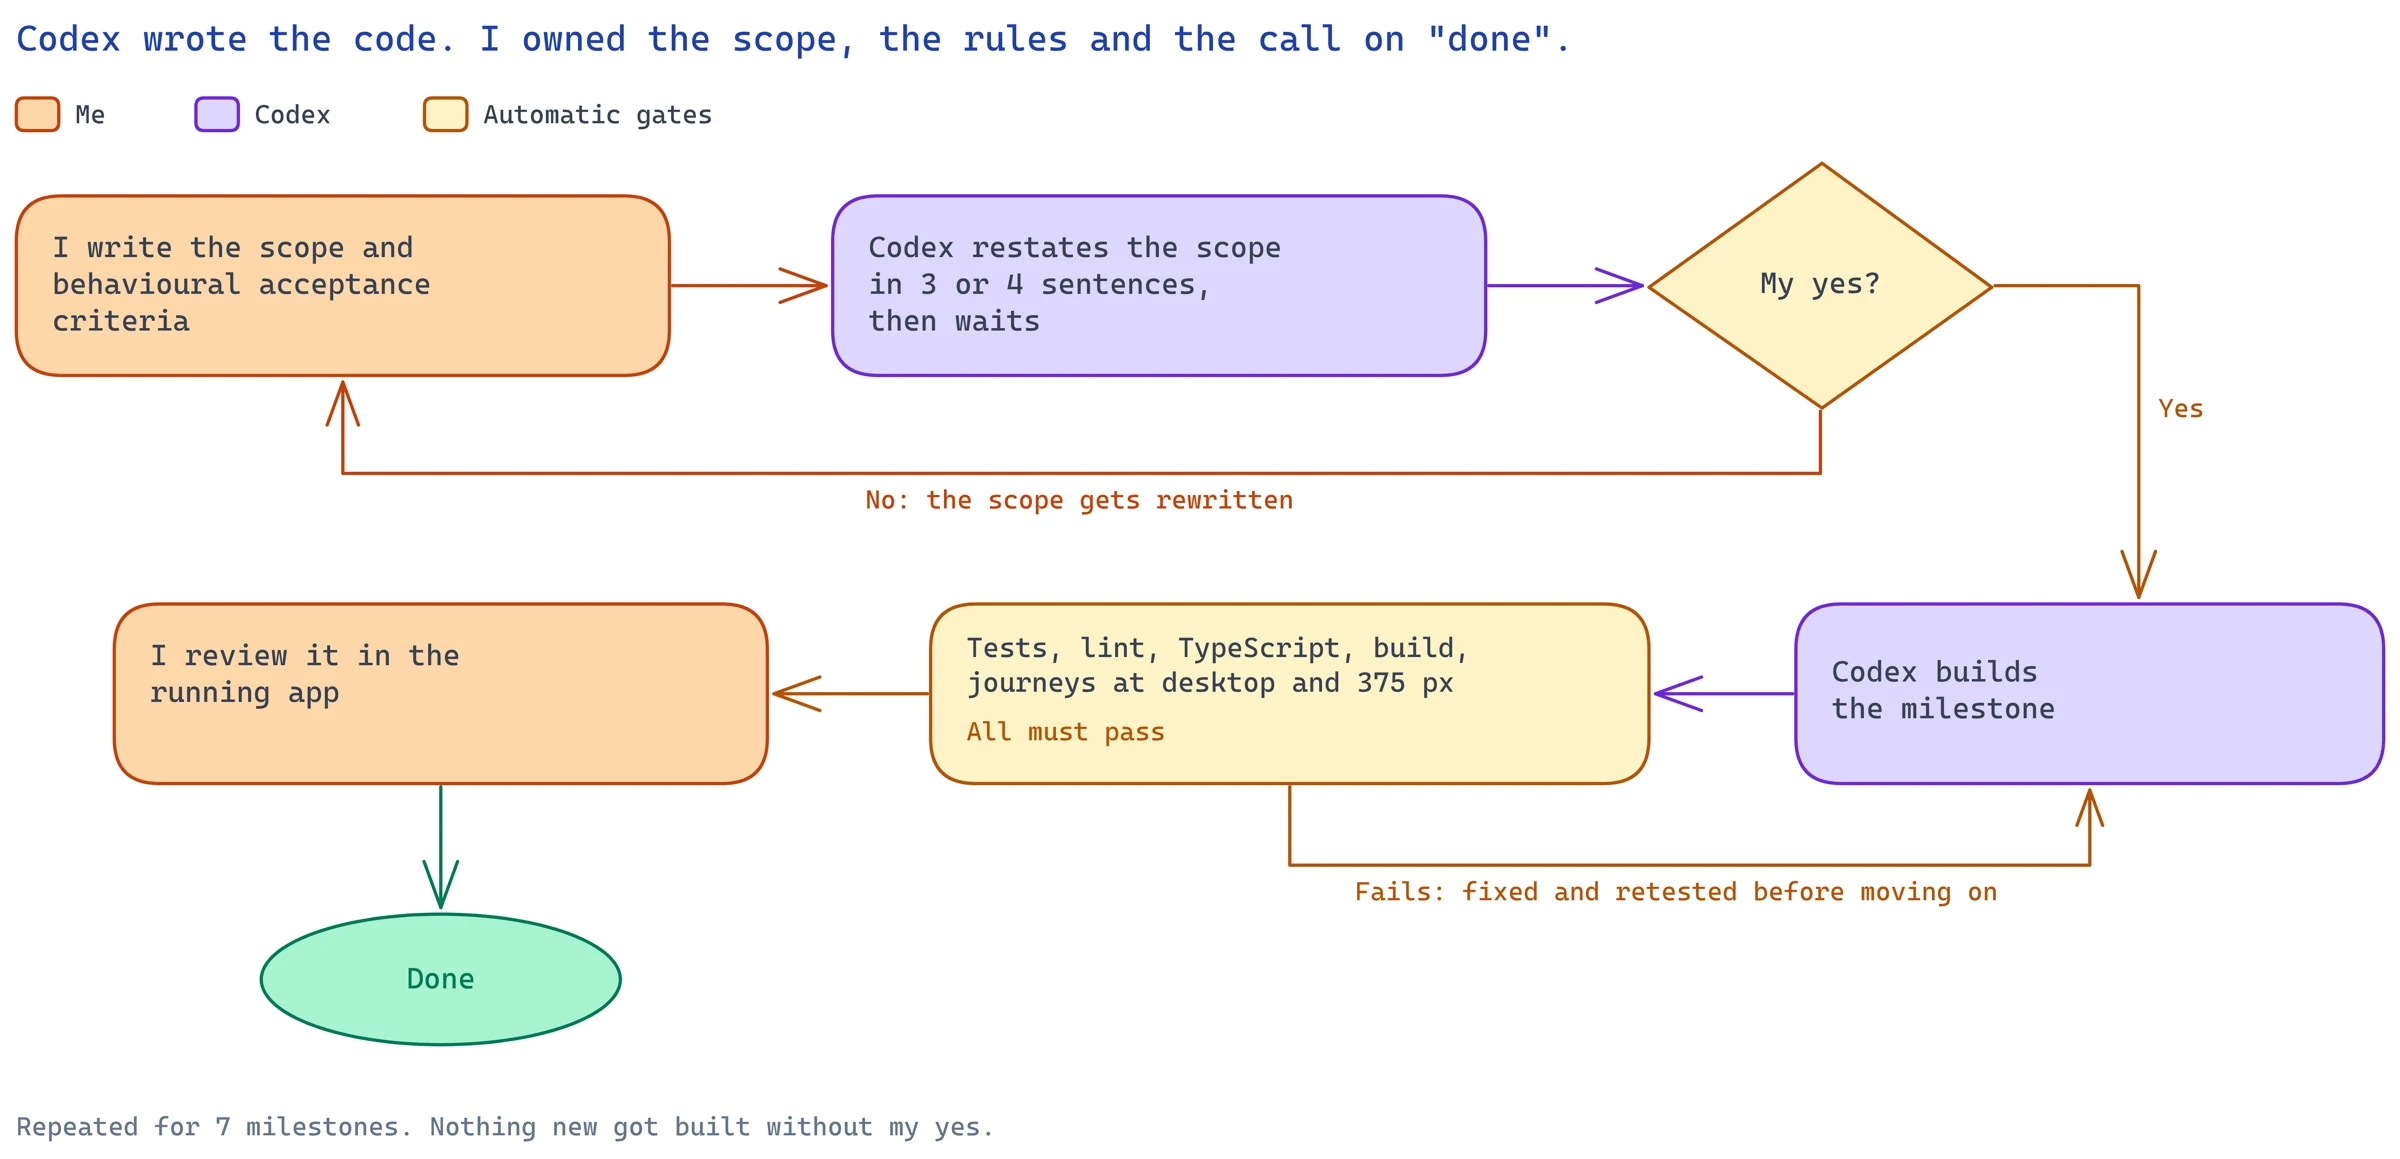 Codex wrote the code. I owned the scope, the rules and the call on "done".
Me
Codex
Automatic gates
I write the scope and
behavioural acceptance
criteria
Codex restates the scope
in 3 or 4 sentences,
then waits
My yes?
Yes
No: the scope gets rewritten
I review it in the
running app
Tests, lint, TypeScript, build,
journeys at desktop and 375 px
All must pass
Codex builds
the milestone
Fails: fixed and retested before moving on
Done
Repeated for 7 milestones. Nothing new got built without my yes.